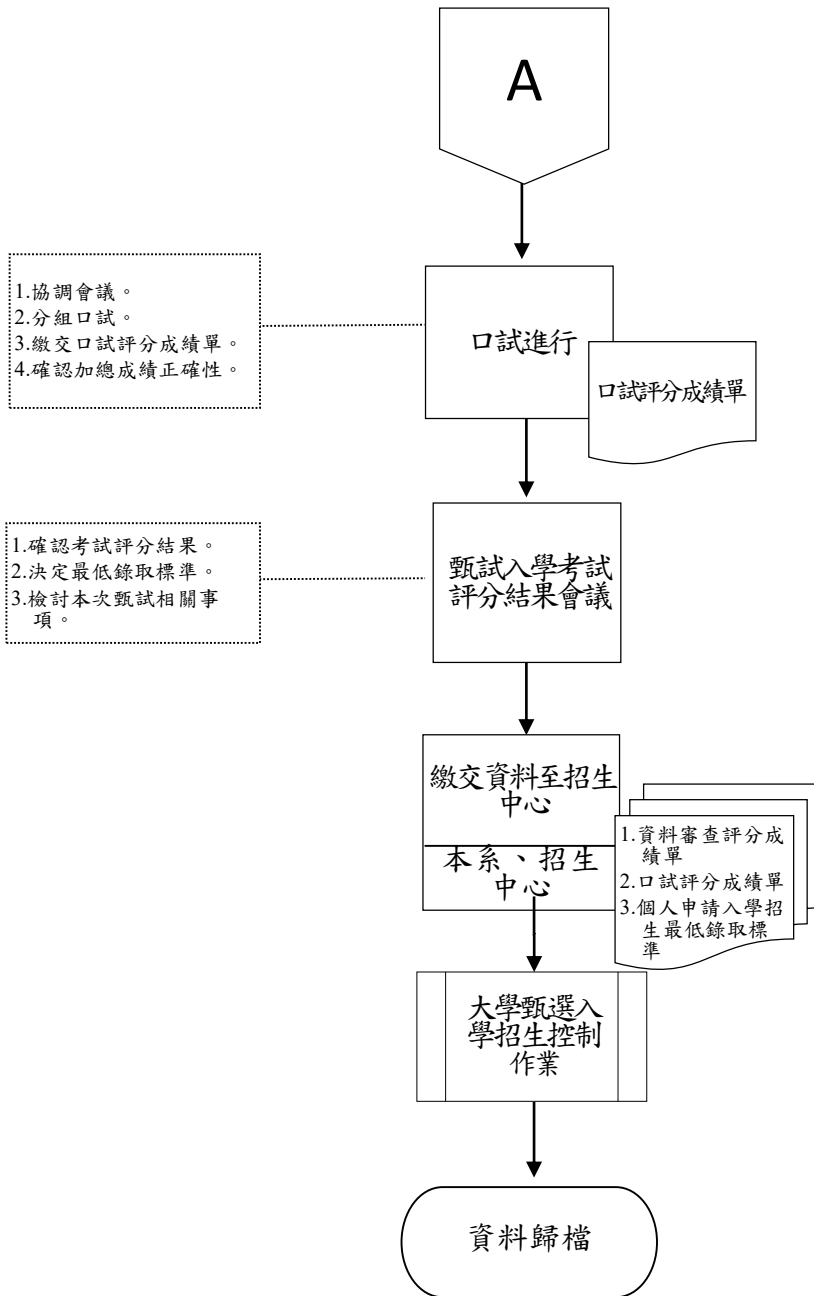 A
1.協調會議。
2.分組口試。
3.繳交口試評分成績單。
4.確認加總成績正確性。
口試進行
口試評分成績單
1.確認考試評分結果。
2.決定最低錄取標準。
3.檢討本次甄試相關事
項。
甄試入學考試
評分結果會議
繳交資料至招生
中心
本系、招生
中心
1.資料審查評分成
績單
2.口試評分成績單
3.個人申請入學招
生最低錄取標
準
大學甄選入
學招生控制
作業
資料歸檔